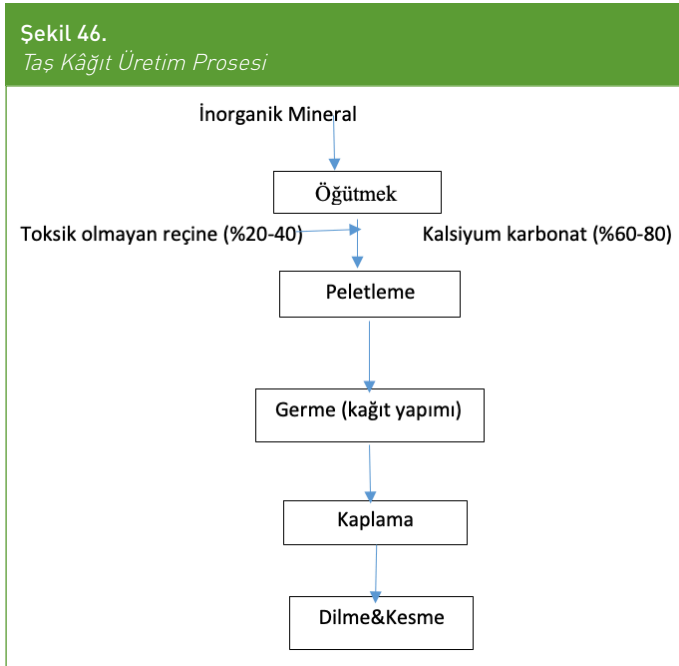 Şekil 46.
Taş Kâğıt Üretim Prosesi
İnorganik Mineral
Öğütmek
Toksik olmayan reçine (%20-40)
Kalsiyum karbonat (%60-80)
Peletleme
Germe (kağıt yapımı)
Kaplama
Dilme&Kesme